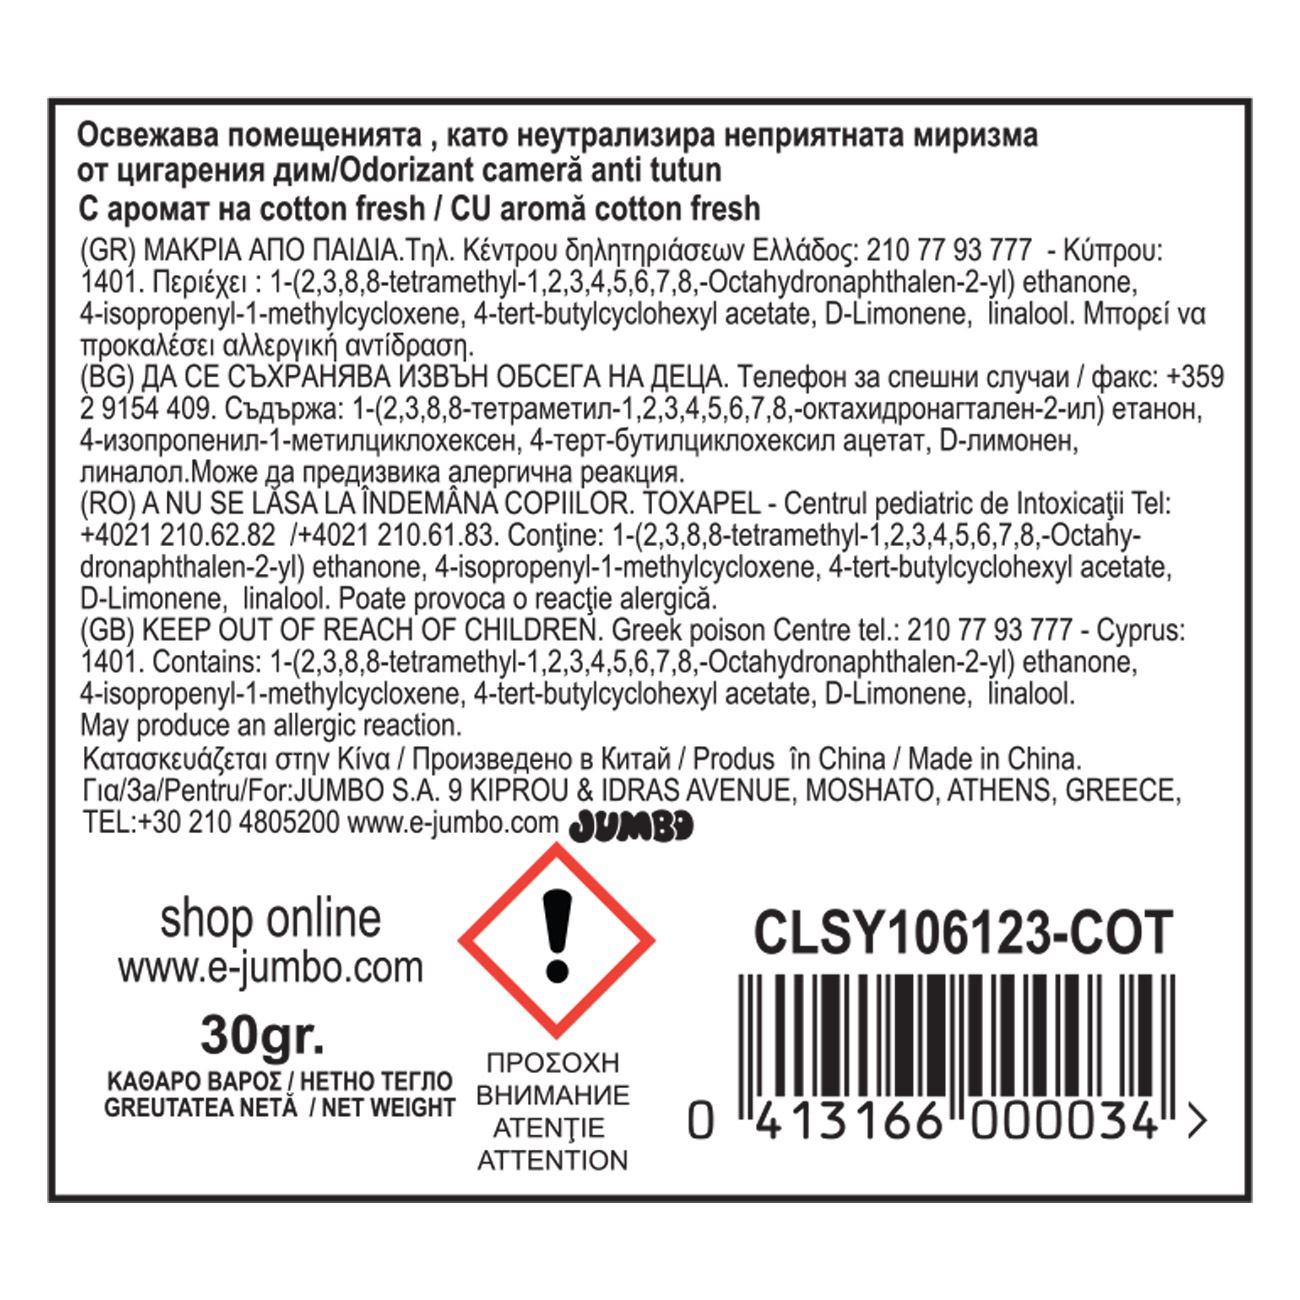 Освежава помещенията , като неутрализира неприятната миризма
от цигарения дим/Odorizant cameră anti tutun
С аромат на cotton fresh / CU aromă cotton fresh
(GR) ΜΑΚΡΙΑ ΑΠΟ ΠΑΙΔΙΑ.Τηλ. Κέντρου δηλητηριάσεων Ελλάδος: 210 77 93 777  - Κύπρου:
1401. Περιέχει : 1-(2,3,8,8-tetramethyl-1,2,3,4,5,6,7,8,-Octahydronaphthalen-2-yl) ethanone,
4-isopropenyl-1-methylcycloxene, 4-tert-butylcyclohexyl acetate, D-Limonene,  linalool. Μπορεί να
προκαλέσει αλλεργική αντίδραση.
(BG) ДА СЕ СЪХРАНЯВА ИЗВЪН ОБСЕГА НА ДЕЦА. Телефон за спешни случаи / факс: +359
2 9154 409. Съдържа: 1-(2,3,8,8-тетраметил-1,2,3,4,5,6,7,8,-октахидронагтален-2-ил) етанон,
4-изопропенил-1-метилциклохексен, 4-терт-бутилциклохексил ацетат, D-лимонен,
линалол.Може да предизвика алергична реакция.
(RO) A NU SE LĂSA LA ÎNDEMÂNA COPIILOR. TOXAPEL - Centrul pediatric de Intoxicaţii Tel:
+4021 210.62.82  /+4021 210.61.83. Conţine: 1-(2,3,8,8-tetramethyl-1,2,3,4,5,6,7,8,-Octahy-
dronaphthalen-2-yl) ethanone, 4-isopropenyl-1-methylcycloxene, 4-tert-butylcyclohexyl acetate,
D-Limonene,  linalool. Poate provoca o reacţie alergică.
(GB) KEEP OUT OF REACH OF CHILDREN. Greek poison Centre tel.: 210 77 93 777 - Cyprus:
1401. Contains: 1-(2,3,8,8-tetramethyl-1,2,3,4,5,6,7,8,-Octahydronaphthalen-2-yl) ethanone,
4-isopropenyl-1-methylcycloxene, 4-tert-butylcyclohexyl acetate, D-Limonene,  linalool.
May produce an allergic reaction.
Κατασκευάζεται στην Κίνα / Произведено в Китай / Produs  în China / Made in China.
Για/За/Pentru/For:JUMBO S.A. 9 KIPROU & IDRAS AVENUE, MOSHATO, ATHENS, GREECE,
TEL:+30 210 4805200 www.e-jumbo.com JUMBO
shop online
www.e-jumbo.com
30gr.
ΚΑΘΑΡΟ ΒΑΡΟΣ / НЕТНО ТЕГЛО
GREUTATEA NETĂ  / NET WEIGHT
ΠΡΟΣΟΧΗ
ВНИМАНИЕ
ATENŢIE
ATTENTION
CLSY106123-COT
0 413166 000034 >